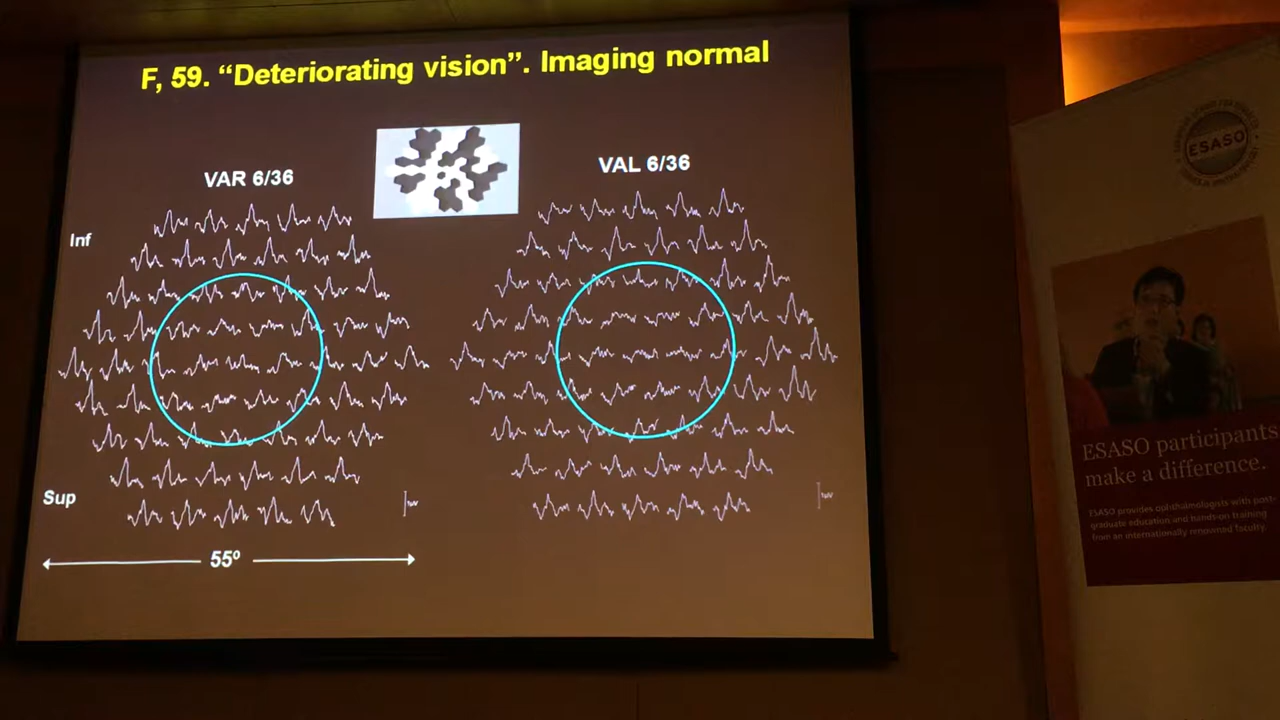 F, 59. “Deteriorating vision”. Imaging normal
VAR 6/36
VAL 6/36
Inf
Sup
55º
ESASO
ESASO participants
make a difference.
ESASO provides ophthalmologists with post-
graduate education and hands-on training
from an internationally renowned faculty.